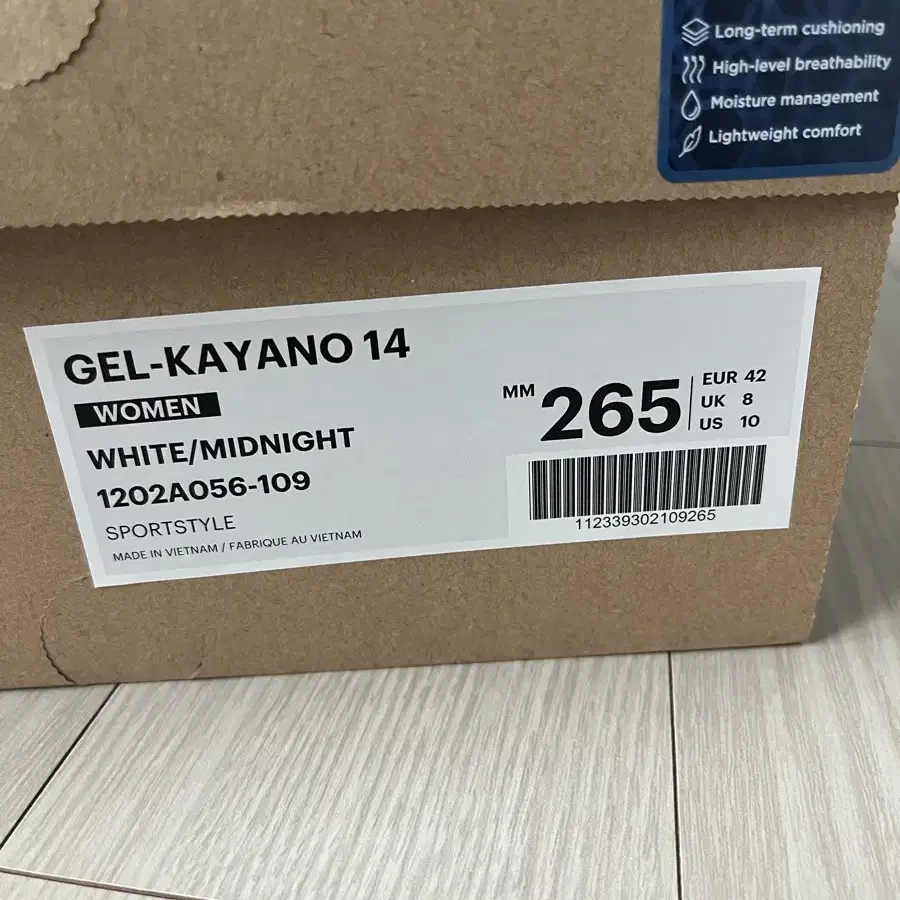 Long-term cushioning
High-level breathability
Moisture management
Lightweight comfort
GEL-KAYANO 14
WOMEN
WHITE/MIDNIGHT
1202A056-109
SPORTSTYLE
MADE IN VIETNAM / FABRIQUE AU VIETNAM
MM 265
EUR 42
UK 8
US 10
112339302109265